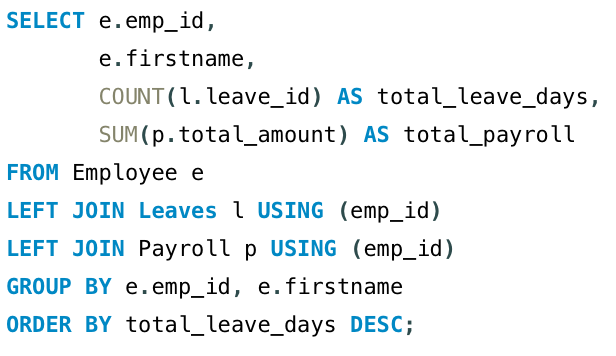 SELECT e.emp_id,
       e.firstname,
       COUNT(l.leave_id) AS total_leave_days,
       SUM(p.total_amount) AS total_payroll
FROM Employee e
LEFT JOIN Leaves l USING (emp_id)
LEFT JOIN Payroll p USING (emp_id)
GROUP BY e.emp_id, e.firstname
ORDER BY total_leave_days DESC;